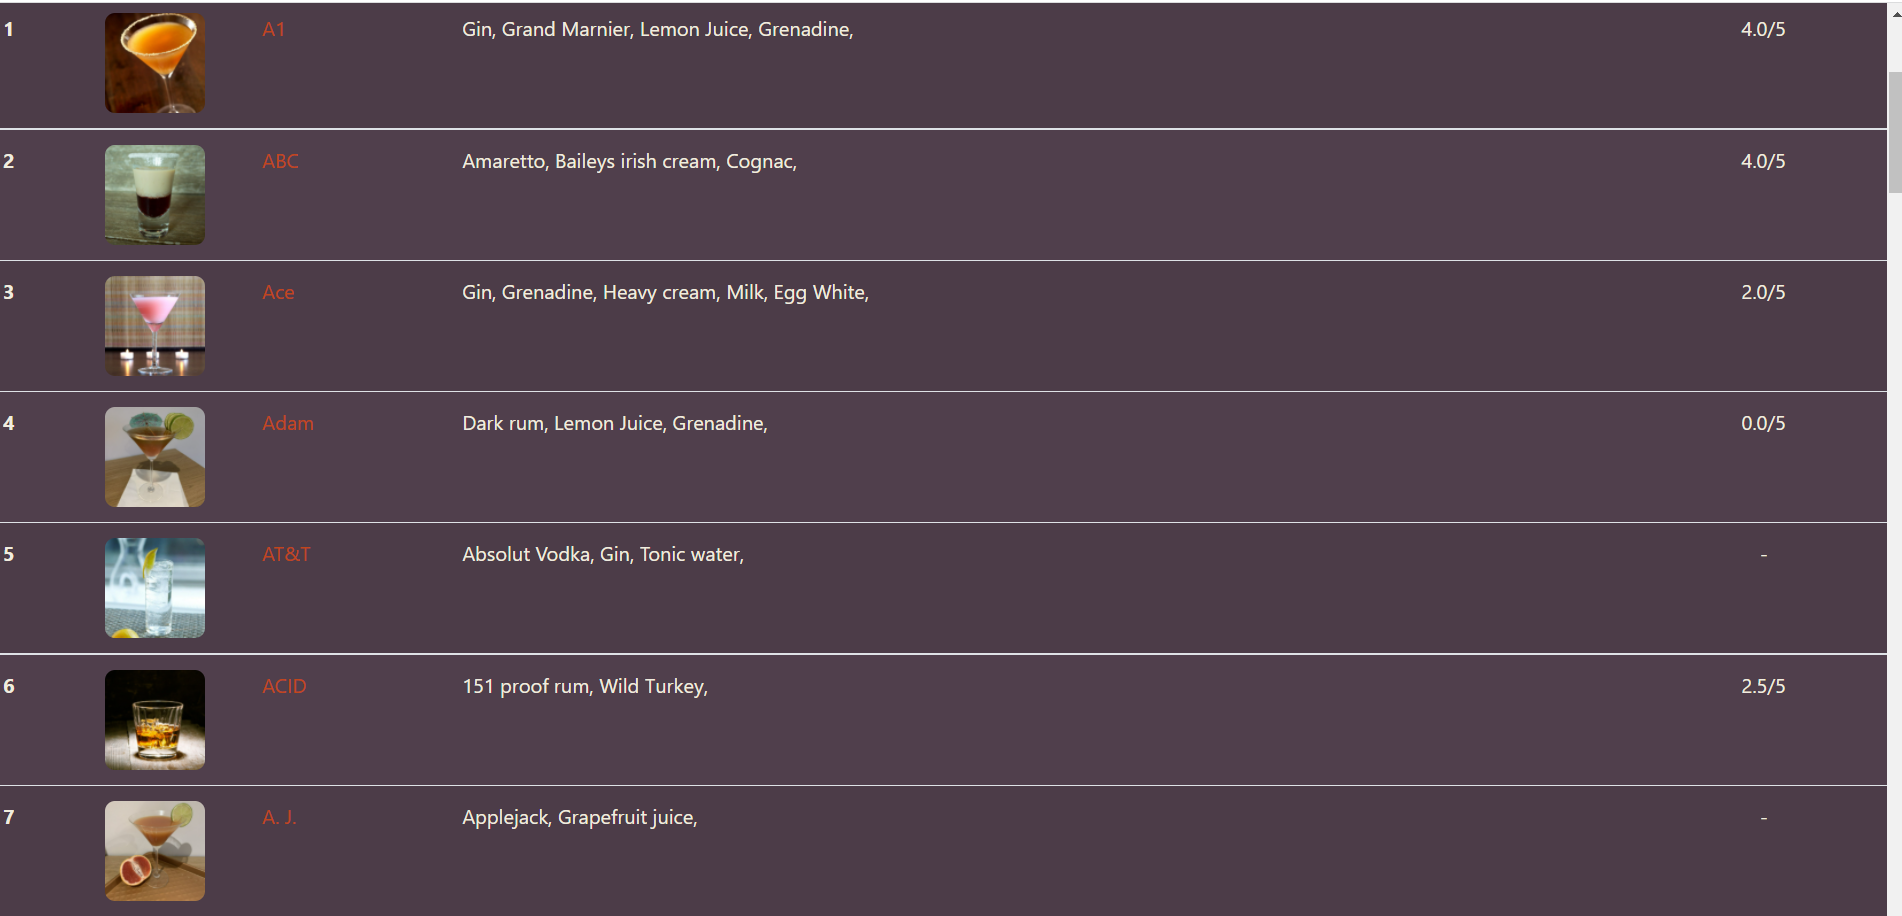 1 A1 Gin, Grand Marnier, Lemon Juice, Grenadine, 4.0/5
2 ABC Amaretto, Baileys irish cream, Cognac, 4.0/5
3 Ace Gin, Grenadine, Heavy cream, Milk, Egg White, 2.0/5
4 Adam Dark rum, Lemon Juice, Grenadine, 0.0/5
5 AT&T Absolut Vodka, Gin, Tonic water, -
6 ACID 151 proof rum, Wild Turkey, 2.5/5
7 A. J. Applejack, Grapefruit juice, -